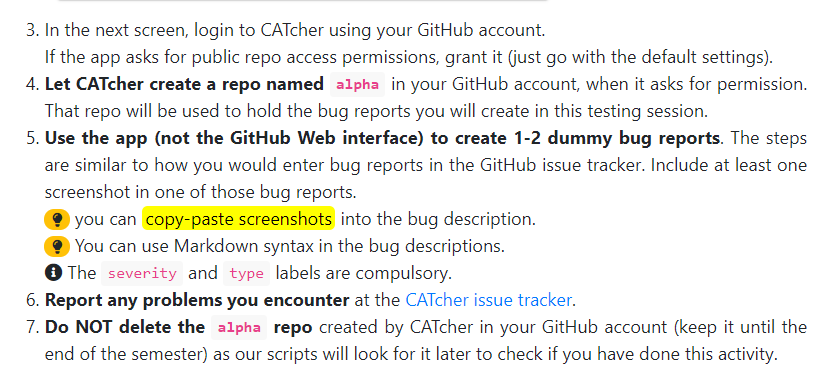 3. In the next screen, login to CATcher using your GitHub account.
If the app asks for public repo access permissions, grant it (just go with the default settings).
4. Let CATcher create a repo named alpha in your GitHub account, when it asks for permission.
That repo will be used to hold the bug reports you will create in this testing session.
5. Use the app (not the GitHub Web interface) to create 1-2 dummy bug reports. The steps
are similar to how you would enter bug reports in the GitHub issue tracker. Include at least one
screenshot in one of those bug reports.
you can copy-paste screenshots into the bug description.
You can use Markdown syntax in the bug descriptions.
The severity and type labels are compulsory.
6. Report any problems you encounter at the CATcher issue tracker.
7. Do NOT delete the alpha repo created by CATcher in your GitHub account (keep it until the
end of the semester) as our scripts will look for it later to check if you have done this activity.